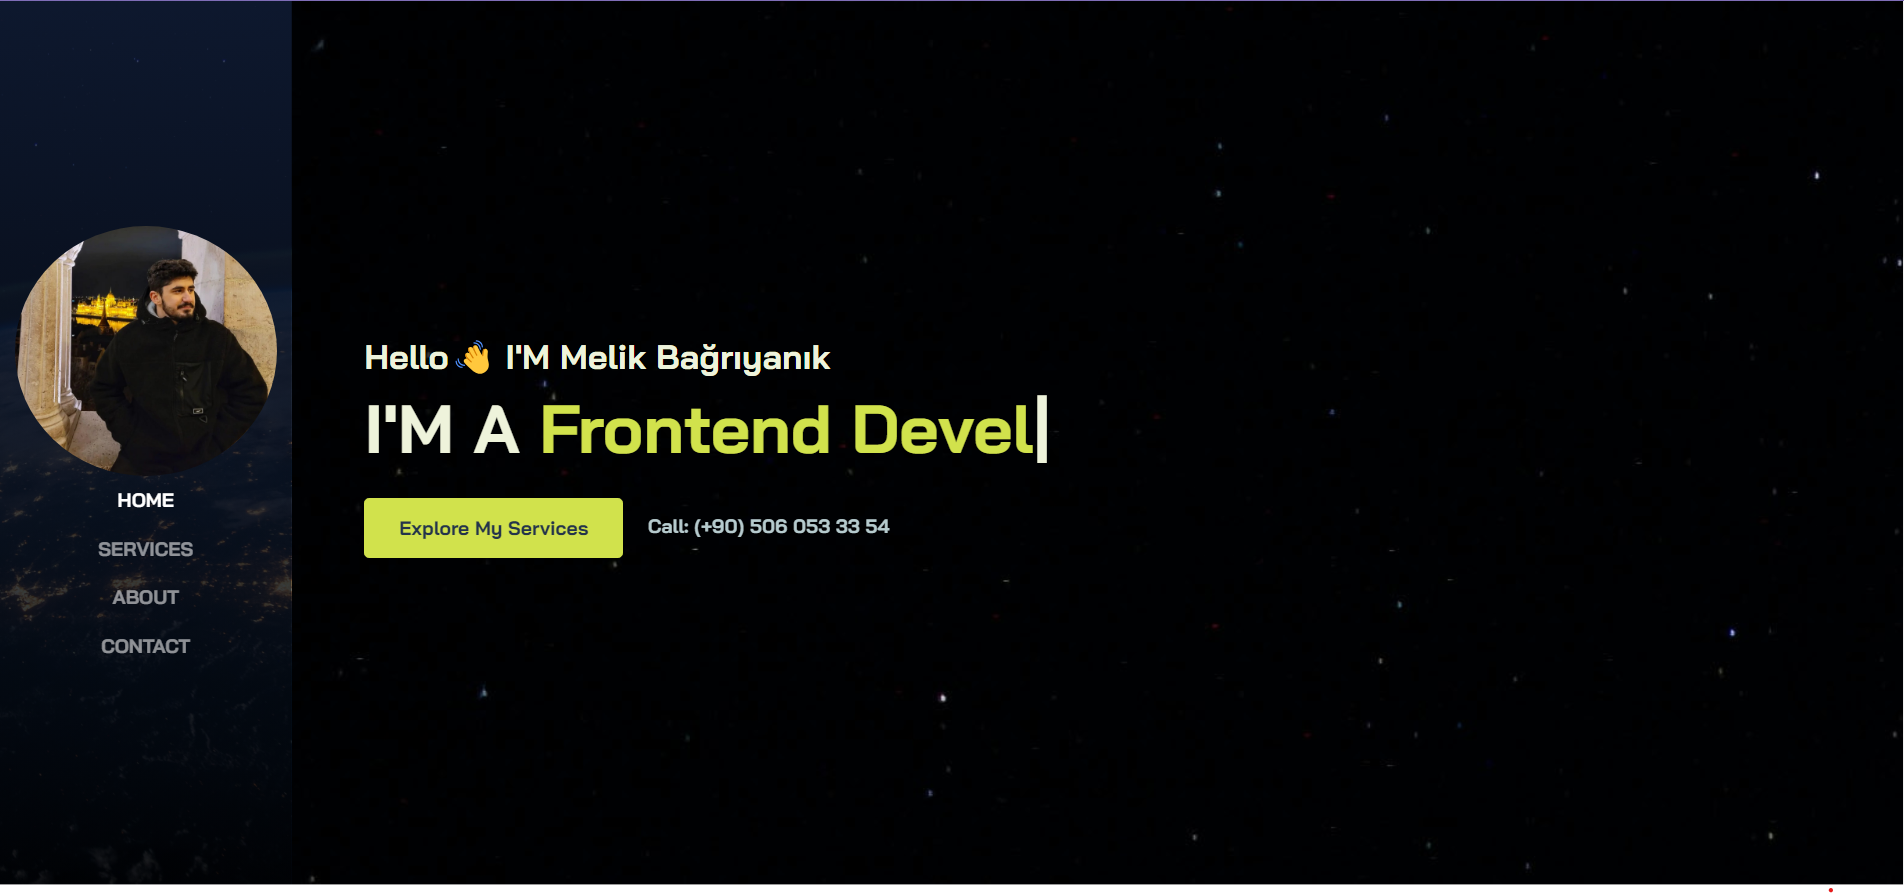 HOME
SERVICES
ABOUT
CONTACT
Hello 👋 I'M Melik Bağrıyanık
I'M A Frontend Devel|
Explore My Services
Call: (+90) 506 053 33 54